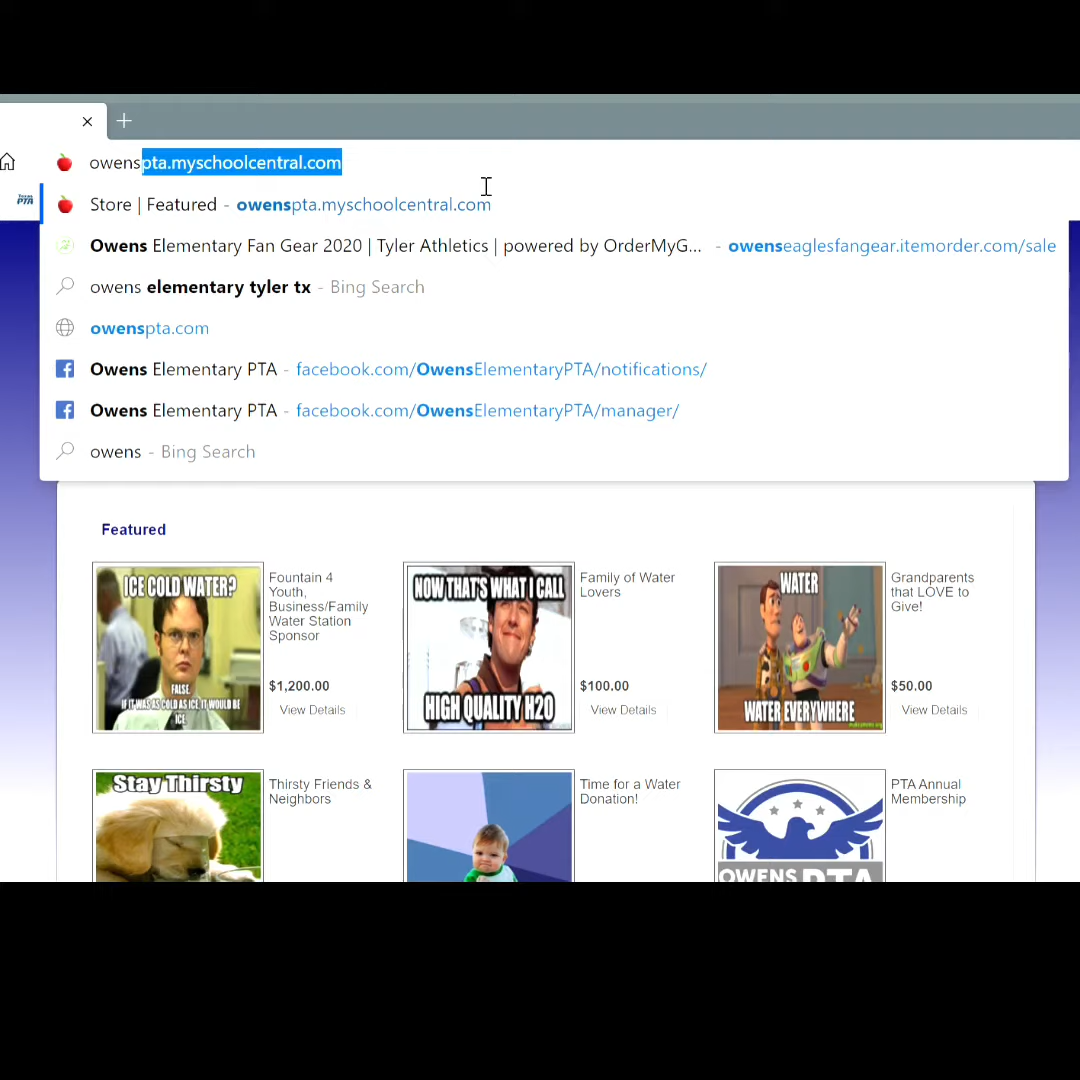 owenspta.myschoolcentral.com
Texas
PTA
Store | Featured - owenspta.myschoolcentral.com
Owens Elementary Fan Gear 2020 | Tyler Athletics | powered by OrderMyG... - owenseaglesfangear.itemorder.com/sale
owens elementary tyler tx - Bing Search
owenspta.com
Owens Elementary PTA - facebook.com/OwensElementaryPTA/notifications/
Owens Elementary PTA - facebook.com/OwensElementaryPTA/manager/
owens - Bing Search
Featured
ICE COLD WATER?
FALSE.
IF IT WAS AS COLD AS ICE, IT WOULD BE
ICE.
Fountain 4
Youth,
Business/Family
Water Station
Sponsor
$1,200.00
View Details
NOW THAT'S WHAT I CALL
HIGH QUALITY H2O
Family of Water
Lovers
$100.00
View Details
WATER
WATER EVERYWHERE
Grandparents
that LOVE to
Give!
$50.00
View Details
Stay Thirsty
Thirsty Friends &
Neighbors
Time for a Water
Donation!
OWENS PTA
PTA Annual
Membership